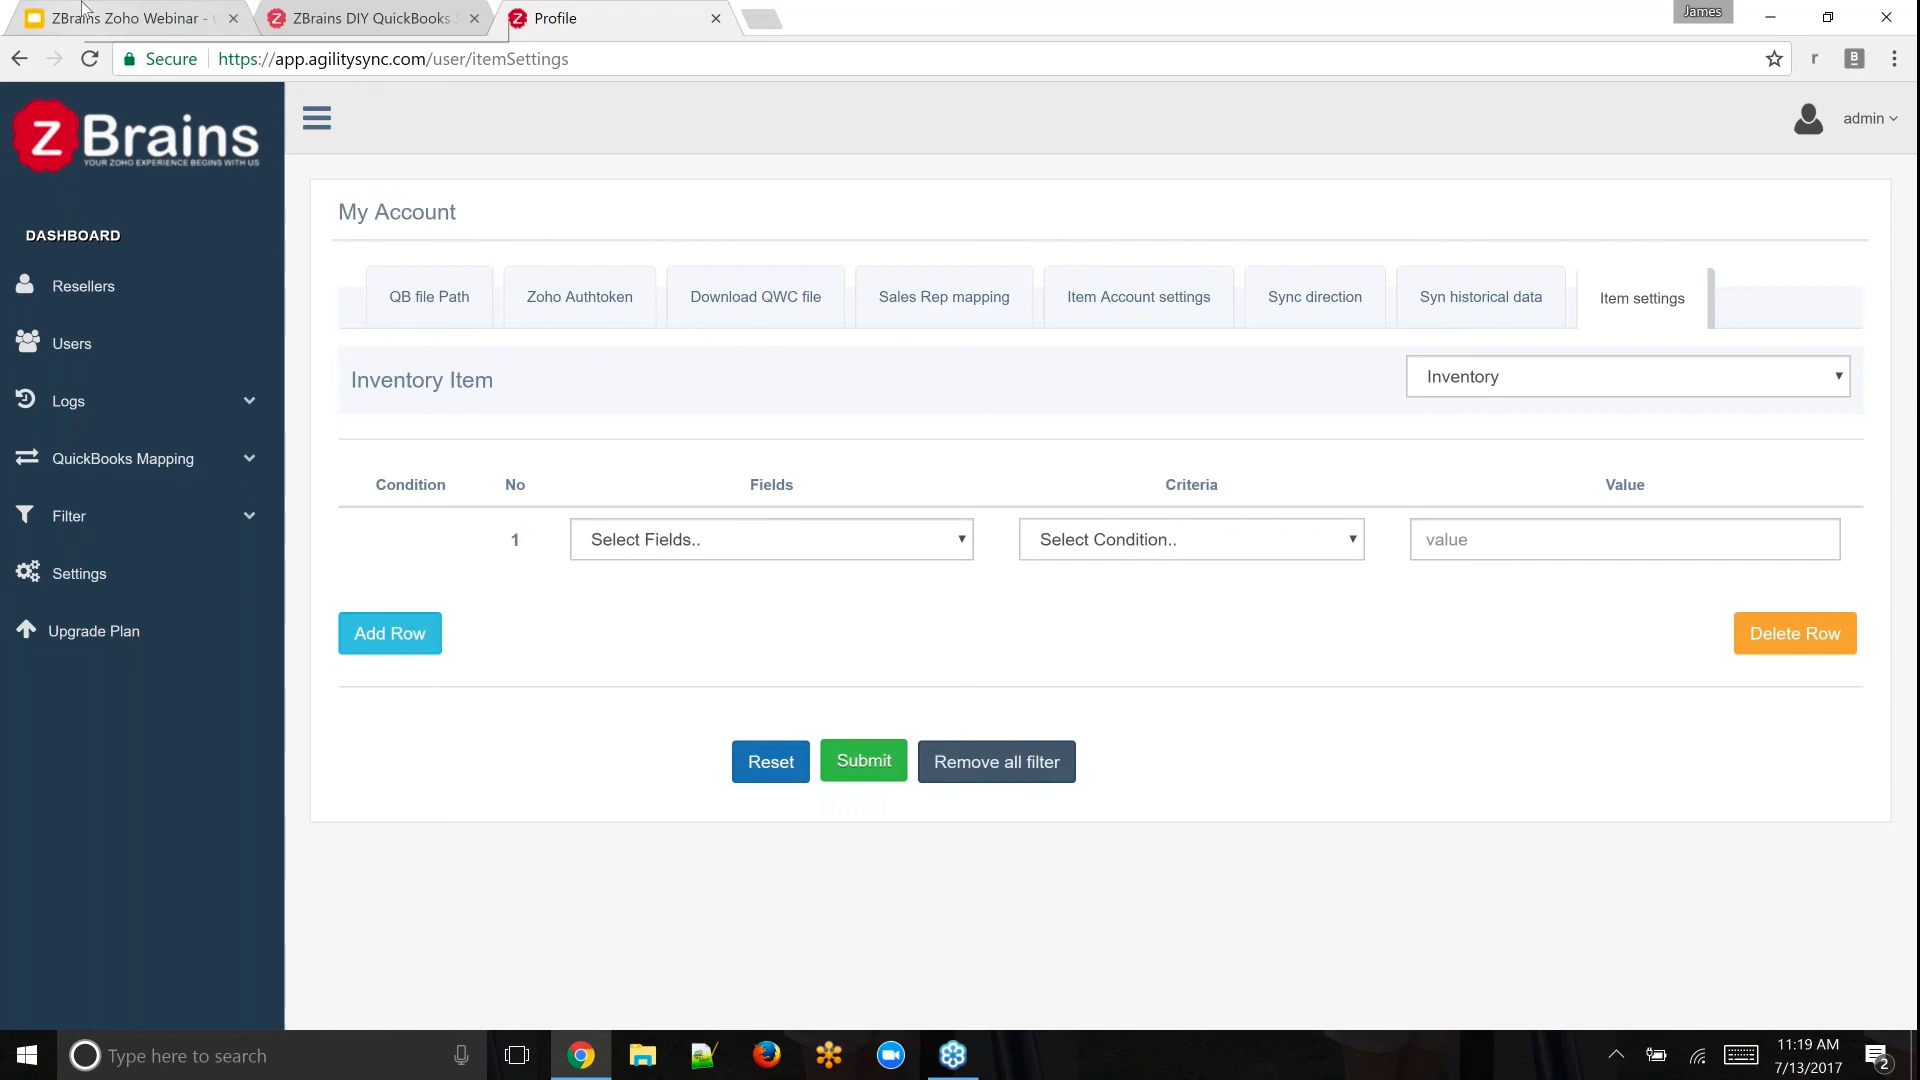 ZBrains Zoho Webinar -
ZBrains DIY QuickBooks
Profile
James
Secure
https://app.agilitysync.com/user/itemSettings
r
B
Z Brains
YOUR ZOHO EXPERIENCE BEGINS WITH US
admin
DASHBOARD
Resellers
Users
Logs
QuickBooks Mapping
Filter
Settings
Upgrade Plan
My Account
QB file Path
Zoho Authtoken
Download QWC file
Sales Rep mapping
Item Account settings
Sync direction
Syn historical data
Item settings
Inventory Item
Inventory
Condition No Fields Criteria Value
1 Select Fields.. Select Condition.. value
Add Row
Delete Row
Reset
Submit
Remove all filter
Type here to search
11:19 AM
7/13/2017
2